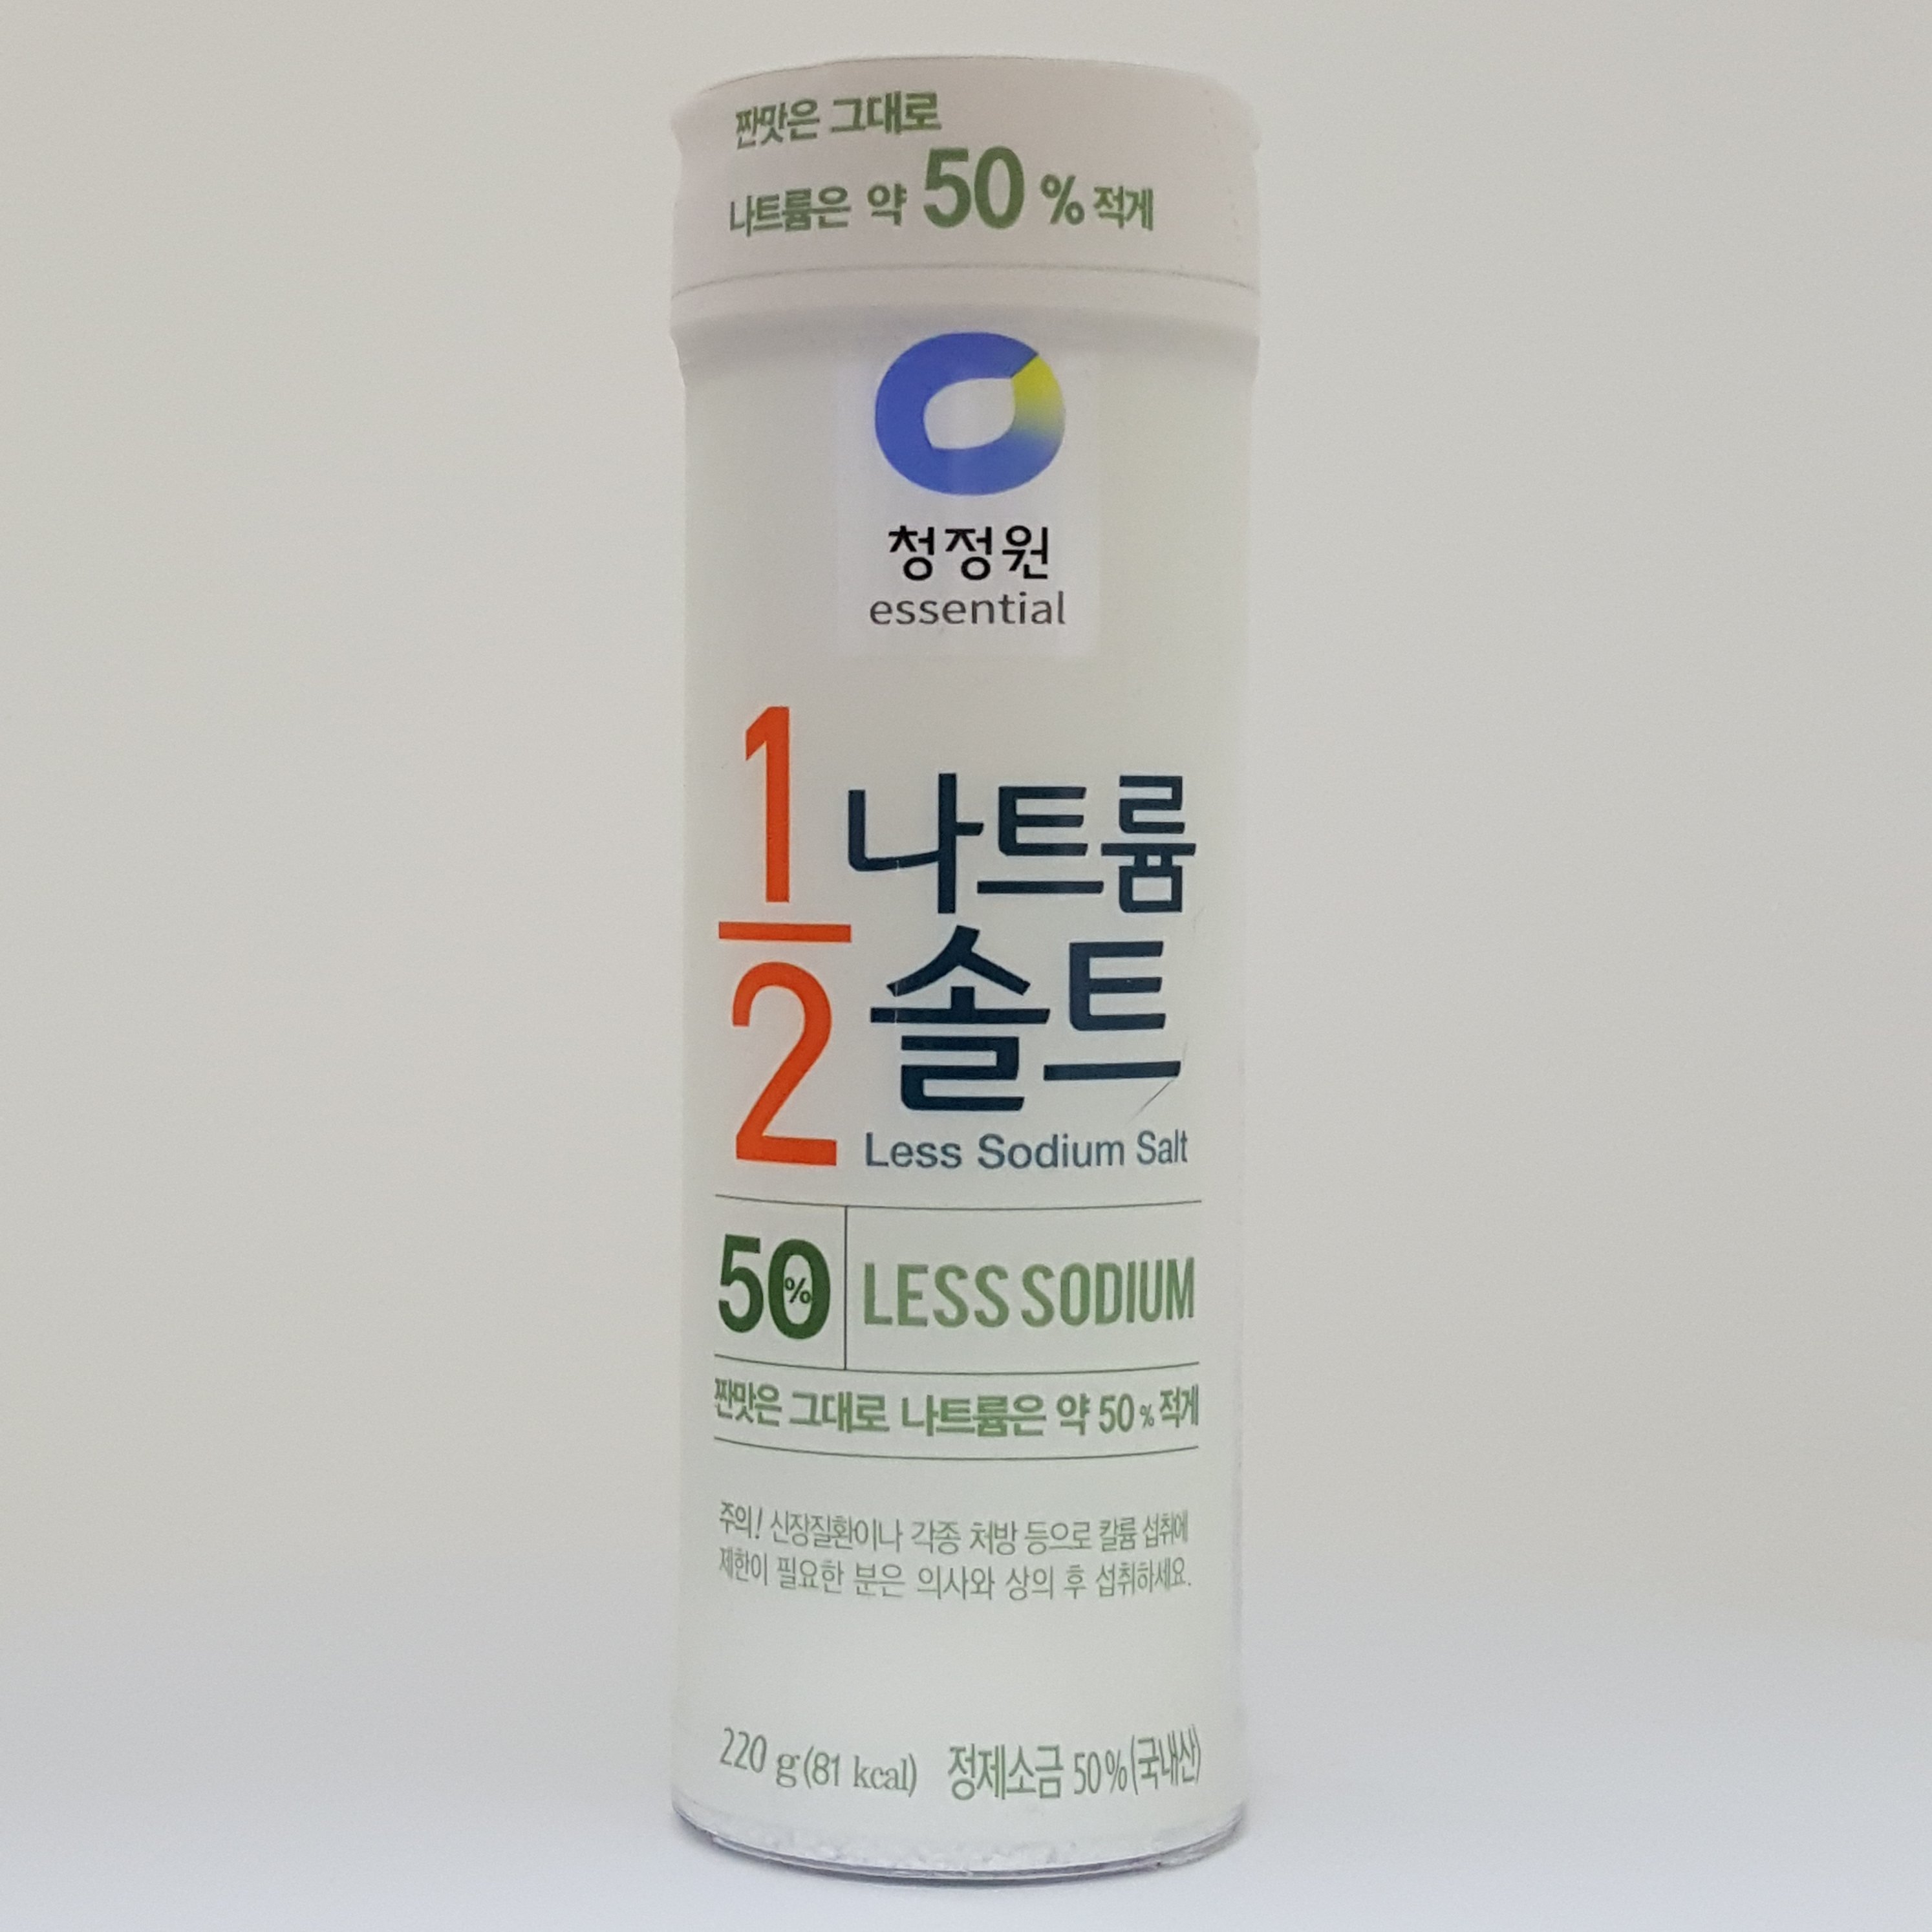 짠맛은 그대로
나트륨은 약 50 % 적게
청정원
essential
1/2 나트륨
솔트
Less Sodium Salt
50% LESS SODIUM
짠맛은 그대로 나트륨은 약 50% 적게
주의! 신장질환이나 각종 처방 등으로 칼륨 섭취에
제한이 필요한 분은 의사와 상의 후 섭취하세요.
220 g(81 kcal) 정제소금 50%(국내산)